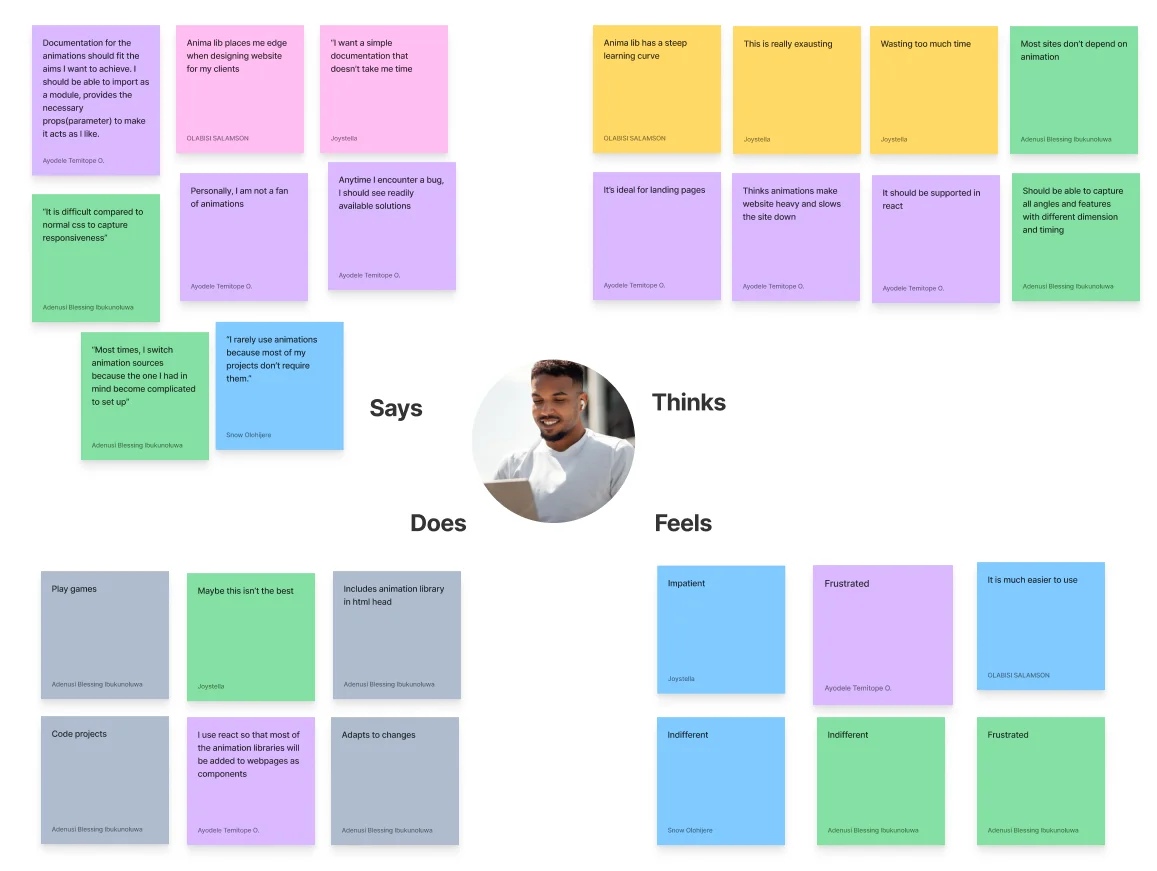 Documentation for the
animations should fit the
aims I want to achieve. I
should be able to import as
a module, provides the
necessary
props(parameter) to make
it acts as I like.
Ayodele Temitope O.
Anima lib places me edge
when designing website
for my clients
OLABISI SALAMSON
"I want a simple
documentation that
doesn't take me time
Joystella
"It is difficult compared to
normal css to capture
responsiveness"
Adenusi Blessing Ibukunoluwa
Personally, I am not a fan
of animations
Ayodele Temitope O.
Anytime I encounter a bug,
I should see readily
available solutions
Ayodele Temitope O.
"Most times, I switch
animation sources
because the one I had in
mind become complicated
to set up"
Adenusi Blessing Ibukunoluwa
"I rarely use animations
because most of my
projects don't require
them."
Snow Olohijere
Says
Anima lib has a steep
learning curve
OLABISI SALAMSON
This is really exausting
Joystella
Wasting too much time
Joystella
Most sites don't depend on
animation
Adenusi Blessing Ibukunoluwa
It's ideal for landing pages
Ayodele Temitope O.
Thinks animations make
website heavy and slows
the site down
Ayodele Temitope O.
It should be supported in
react
Ayodele Temitope O.
Should be able to capture
all angles and features
with different dimension
and timing
Adenusi Blessing Ibukunoluwa
Thinks
Does
Play games
Adenusi Blessing Ibukunoluwa
Maybe this isn't the best
Joystella
Includes animation library
in html head
Adenusi Blessing Ibukunoluwa
Code projects
Adenusi Blessing Ibukunoluwa
I use react so that most of
the animation libraries will
be added to webpages as
components
Ayodele Temitope O.
Adapts to changes
Adenusi Blessing Ibukunoluwa
Feels
Impatient
Joystella
Frustrated
Ayodele Temitope O.
It is much easier to use
OLABISI SALAMSON
Indifferent
Snow Olohijere
Indifferent
Adenusi Blessing Ibukunoluwa
Frustrated
Adenusi Blessing Ibukunoluwa